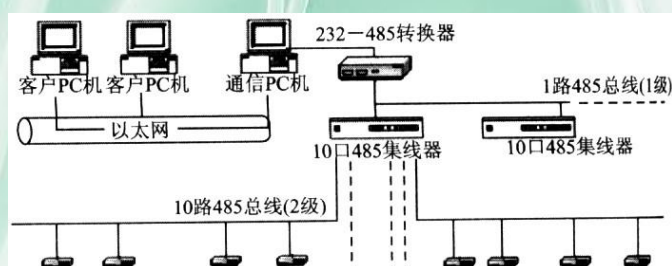 232－485转换器
客户PC机 客户PC机 通信PC机
1路485总线(1级)
以太网
10口485集线器 10口485集线器
10路485总线(2级)